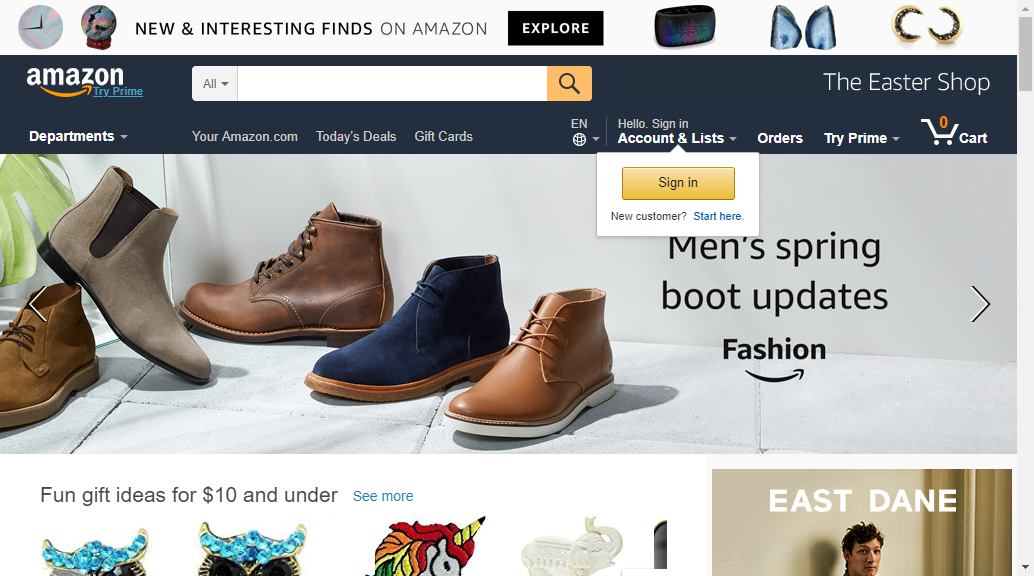 NEW & INTERESTING FINDS ON AMAZON EXPLORE
amazon
Try Prime
All
The Easter Shop
Departments
Your Amazon.com Today's Deals Gift Cards
EN
Hello. Sign in
Account & Lists
Orders
Try Prime
0
Cart
Sign in
New customer? Start here.
Men's spring
boot updates
Fashion
Fun gift ideas for $10 and under See more
EAST DANE